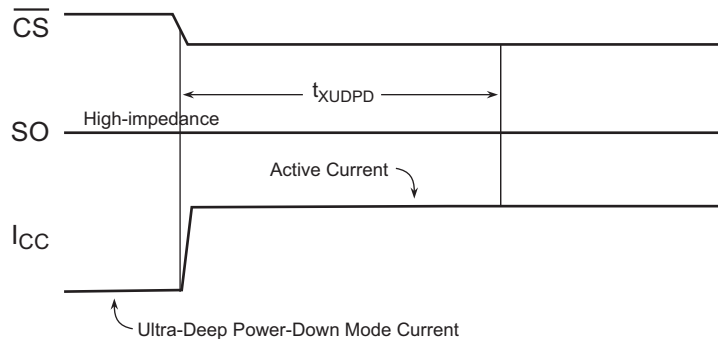 CS
tXUDPD
High-impedance
SO
Active Current
ICC
Ultra-Deep Power-Down Mode Current